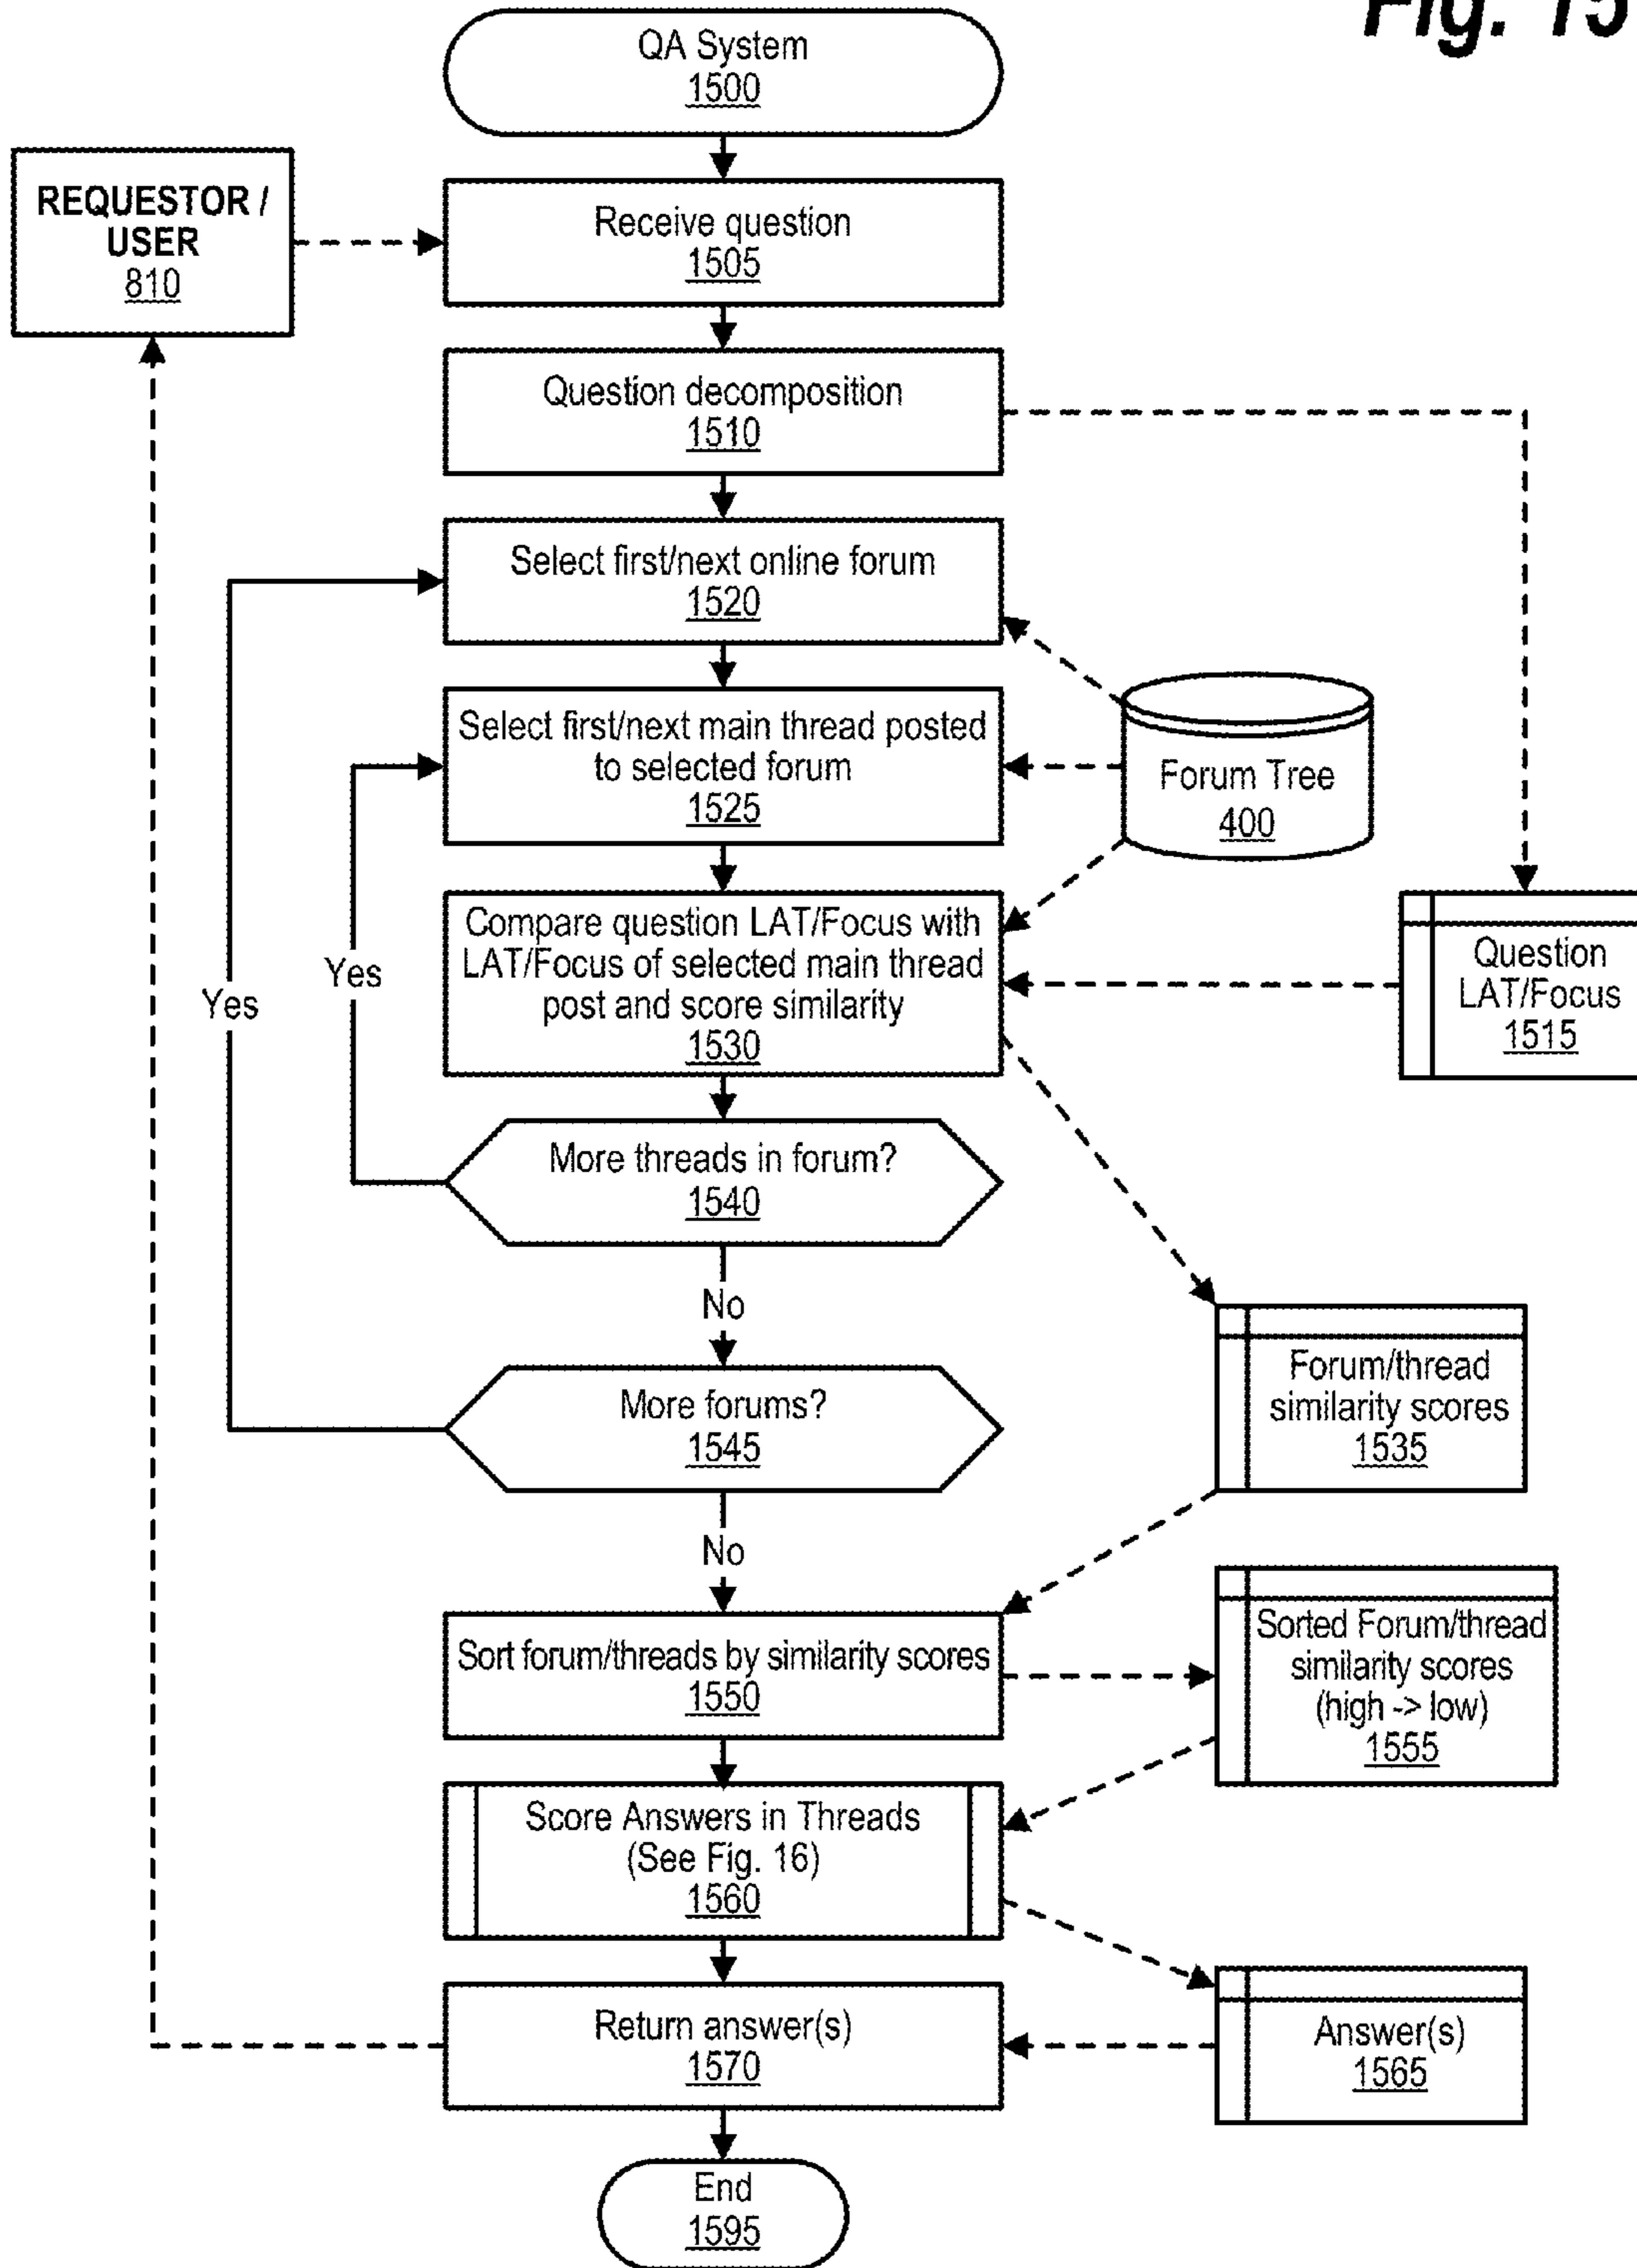 Fig. 15
QA System
1500
REQUESTOR /
USER
810
Receive question
1505
Question decomposition
1510
Select first/next online forum
1520
Select first/next main thread posted
to selected forum
1525
Forum Tree
400
Compare question LAT/Focus with
LAT/Focus of selected main thread
post and score similarity
1530
Question
LAT/Focus
1515
Yes
Yes
More threads in forum?
1540
No
More forums?
1545
Forum/thread
similarity scores
1535
No
Sort forum/threads by similarity scores
1550
Sorted Forum/thread
similarity scores
(high -> low)
1555
Score Answers in Threads
(See Fig. 16)
1560
Return answer(s)
1570
Answer(s)
1565
End
1595